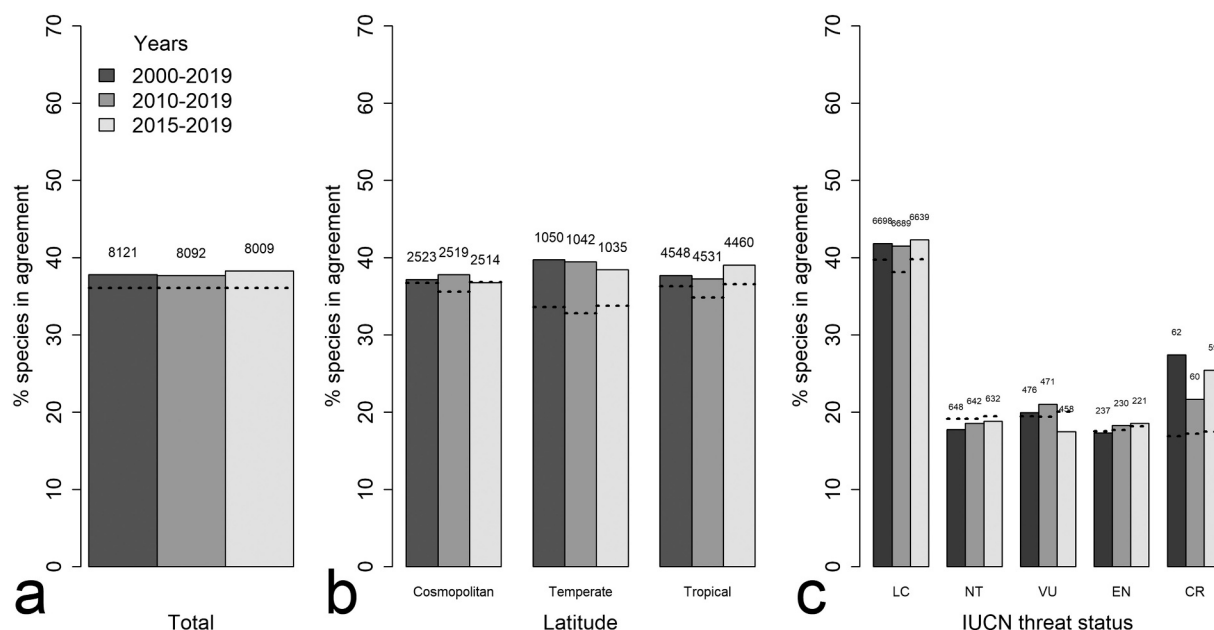 % species in agreement
70
60
50
40
30
20
10
0
Years
2000-2019
2010-2019
2015-2019
8121 8092 8009
a
Total
% species in agreement
70
60
50
40
30
20
10
0
2523 2519 2514
1050 1042 1035
4548 4531 4460
Cosmopolitan Temperate Tropical
b
Latitude
% species in agreement
70
60
50
40
30
20
10
0
6698 6689 6639
648 642 632
476 471 458
237 230 221
62 60
LC NT VU EN CR
c
IUCN threat status